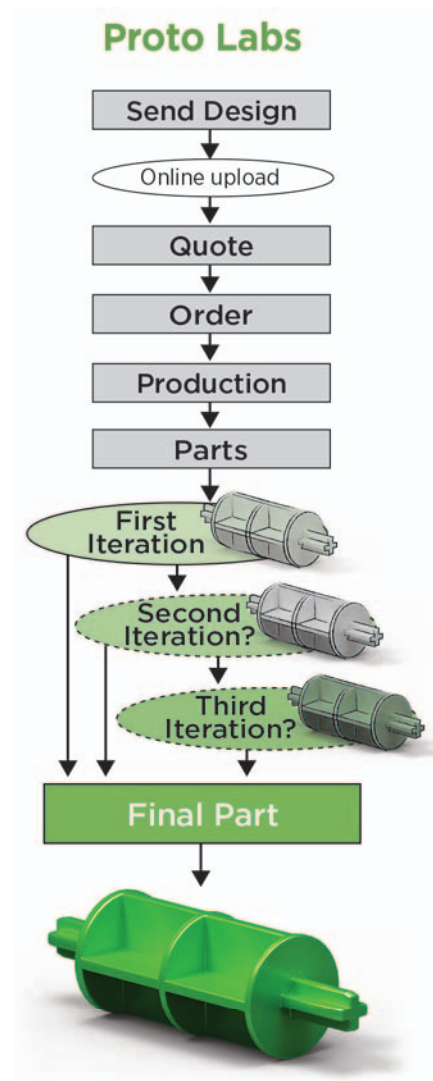 Proto Labs
Send Design
Online upload
Quote
Order
Production
Parts
First
Iteration
Second
Iteration?
Third
Iteration?
Final Part